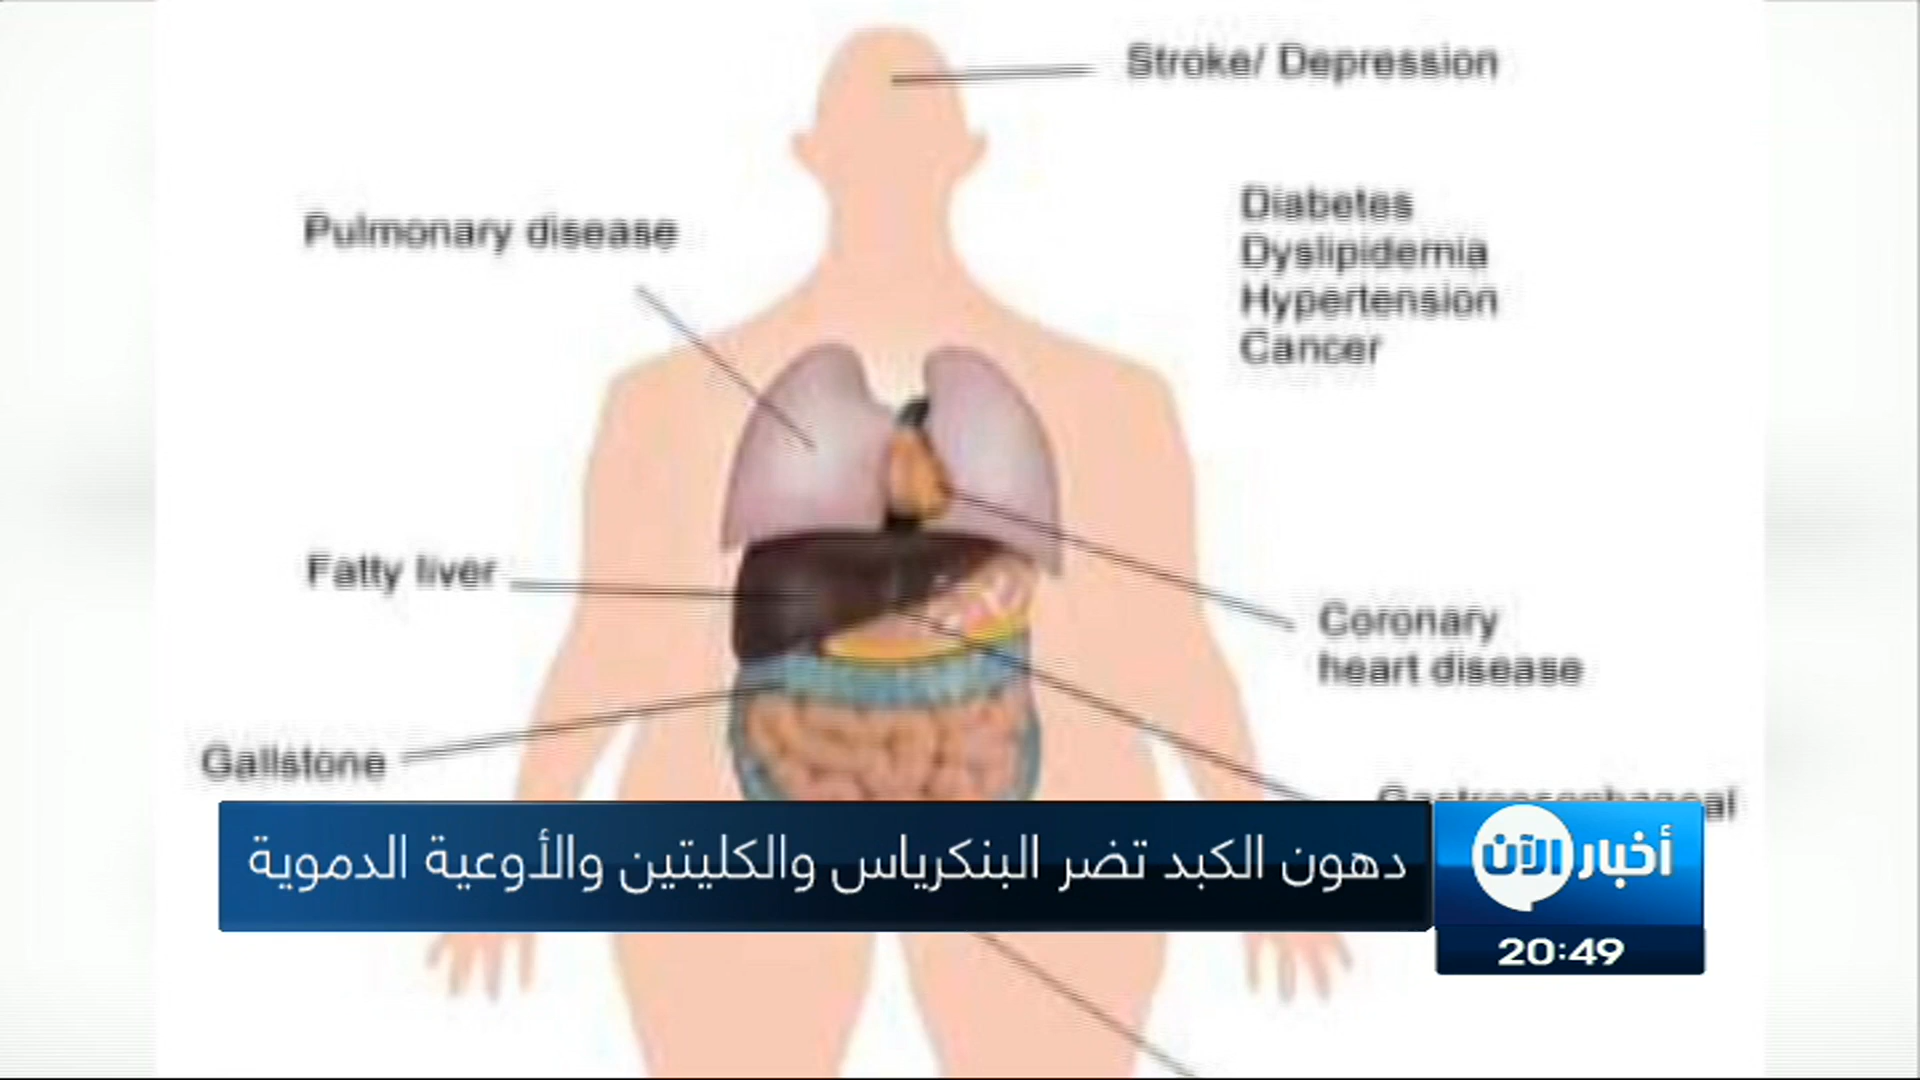 Stroke/ Depression
Pulmonary disease
Diabetes
Dyslipidemia
Hypertension
Cancer
Fatty liver
Coronary
heart disease
Gallstone
Gastroesophageal
دهون الكبد تضر البنكرياس والكليتين والأوعية الدموية
أخبار الآن
20:49